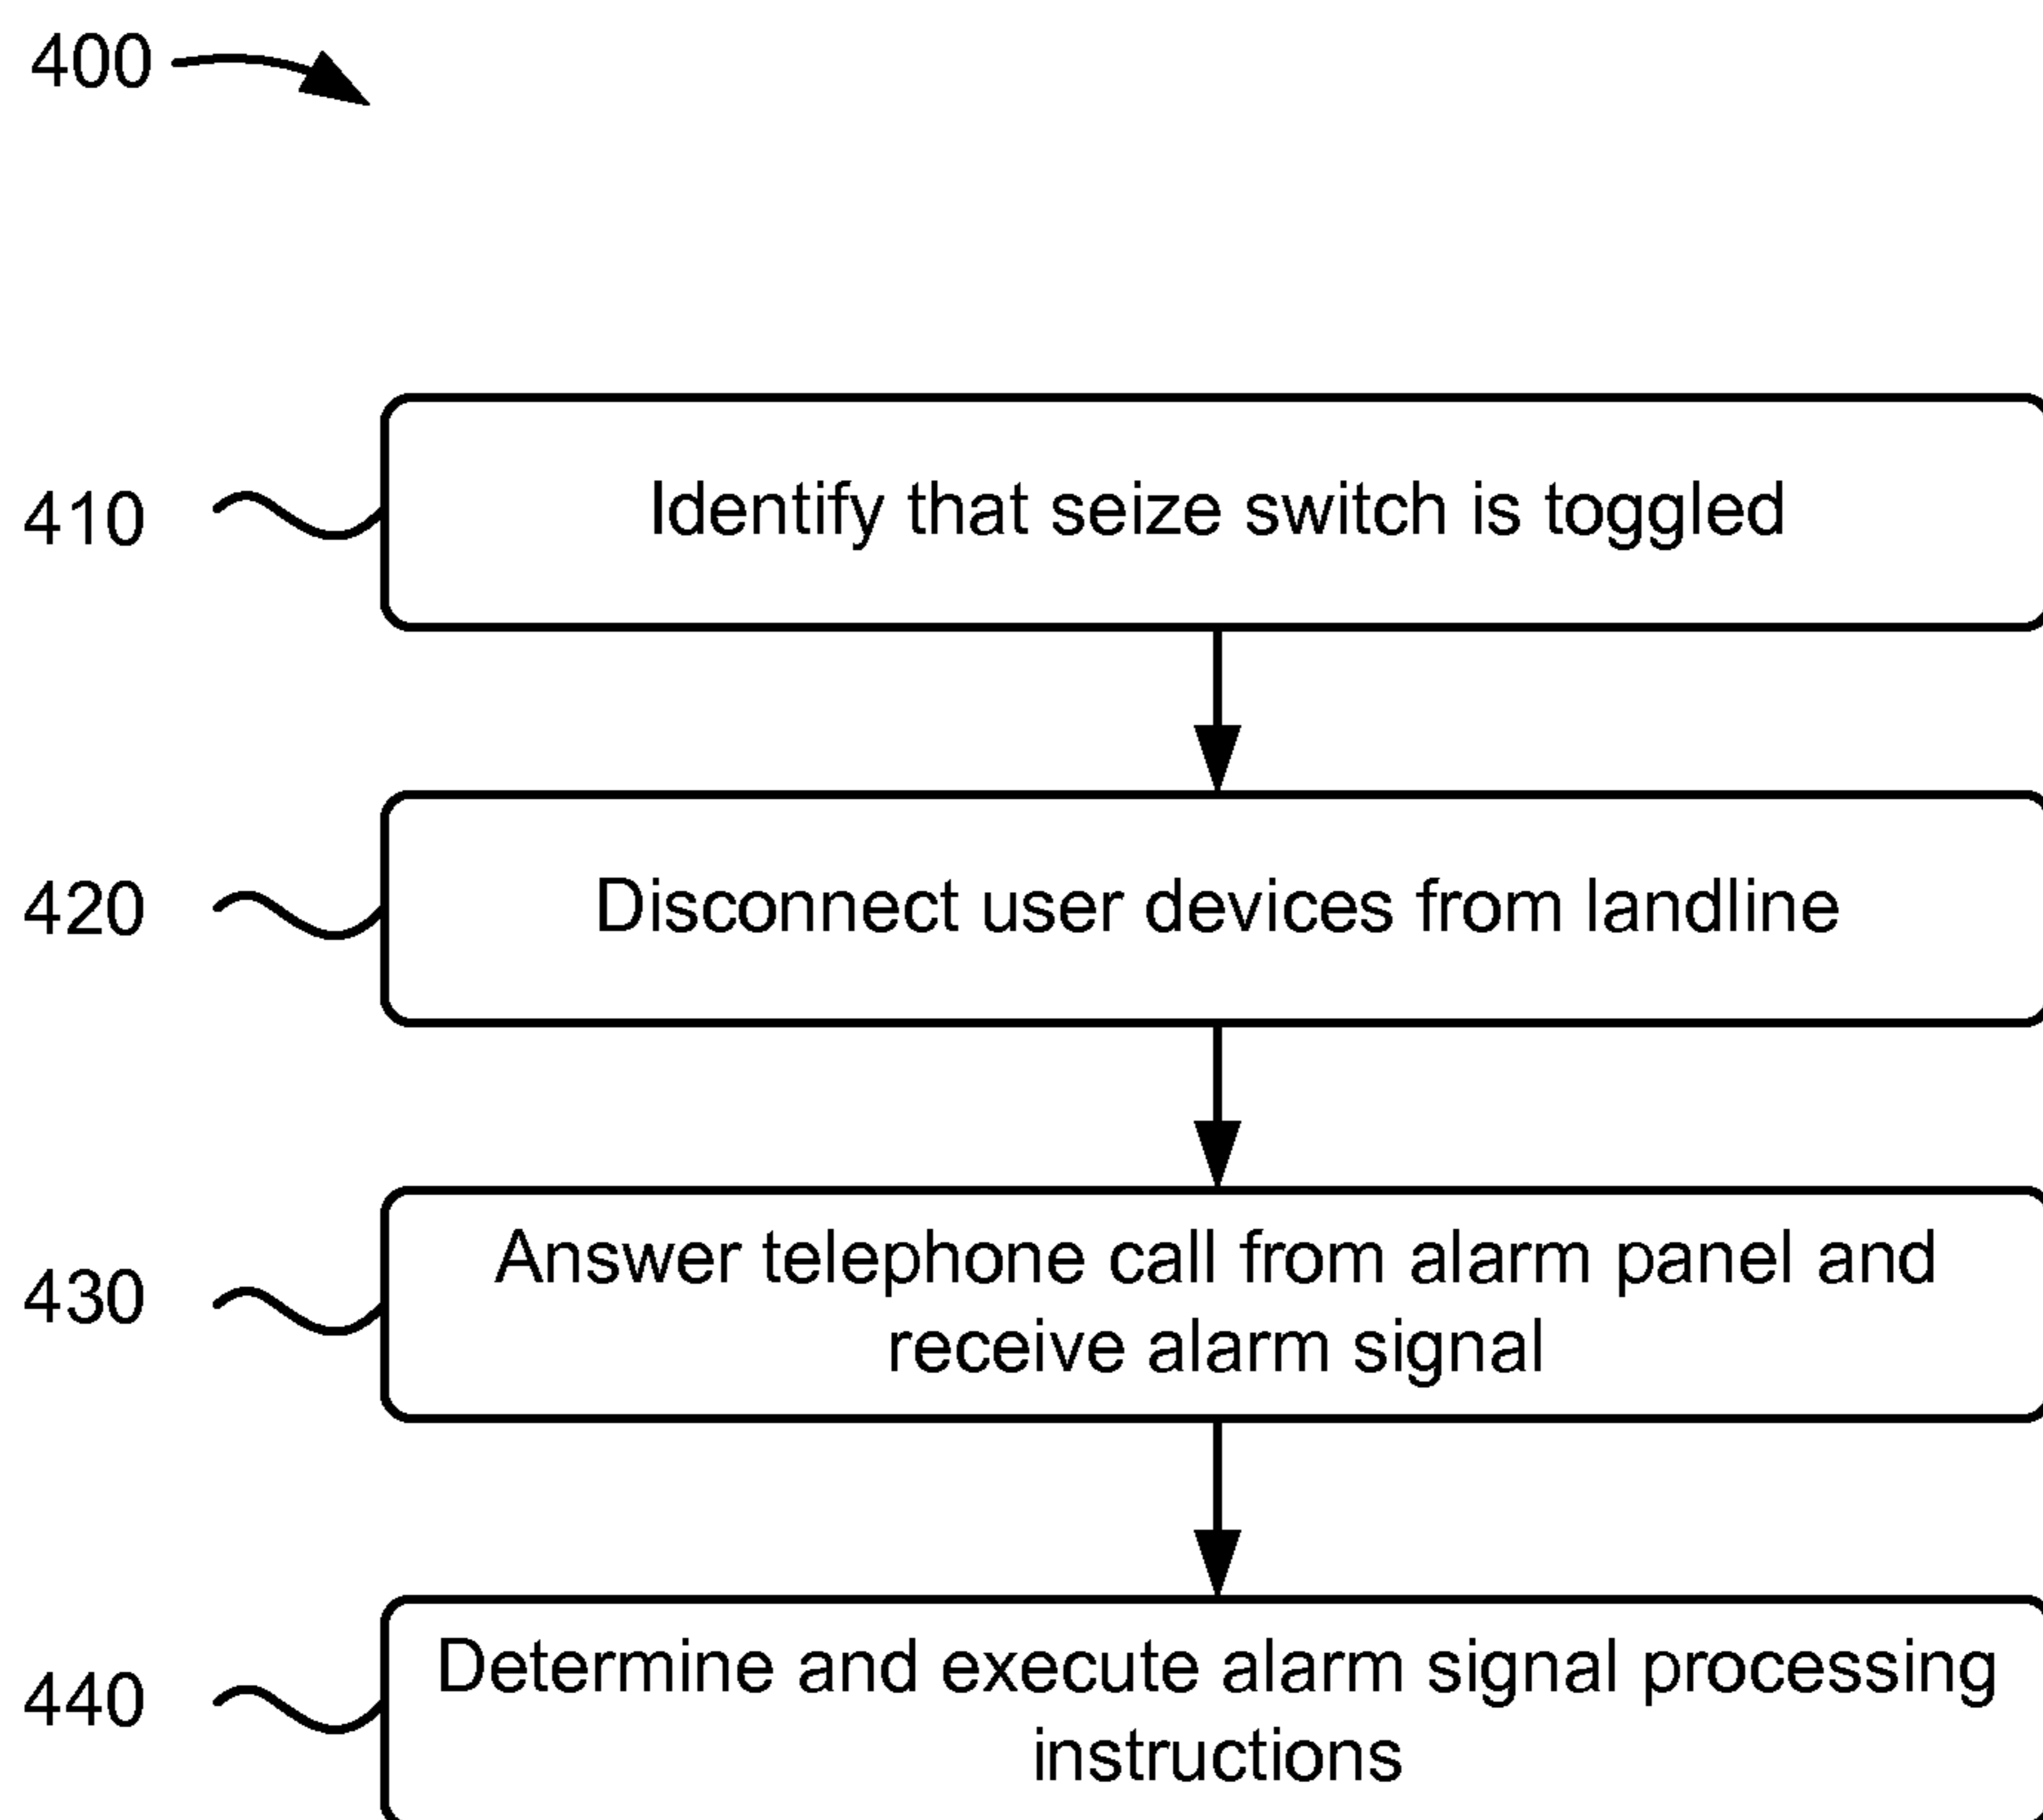 400
410
Identify that seize switch is toggled
420
Disconnect user devices from landline
430
Answer telephone call from alarm panel and
receive alarm signal
440
Determine and execute alarm signal processing
instructions